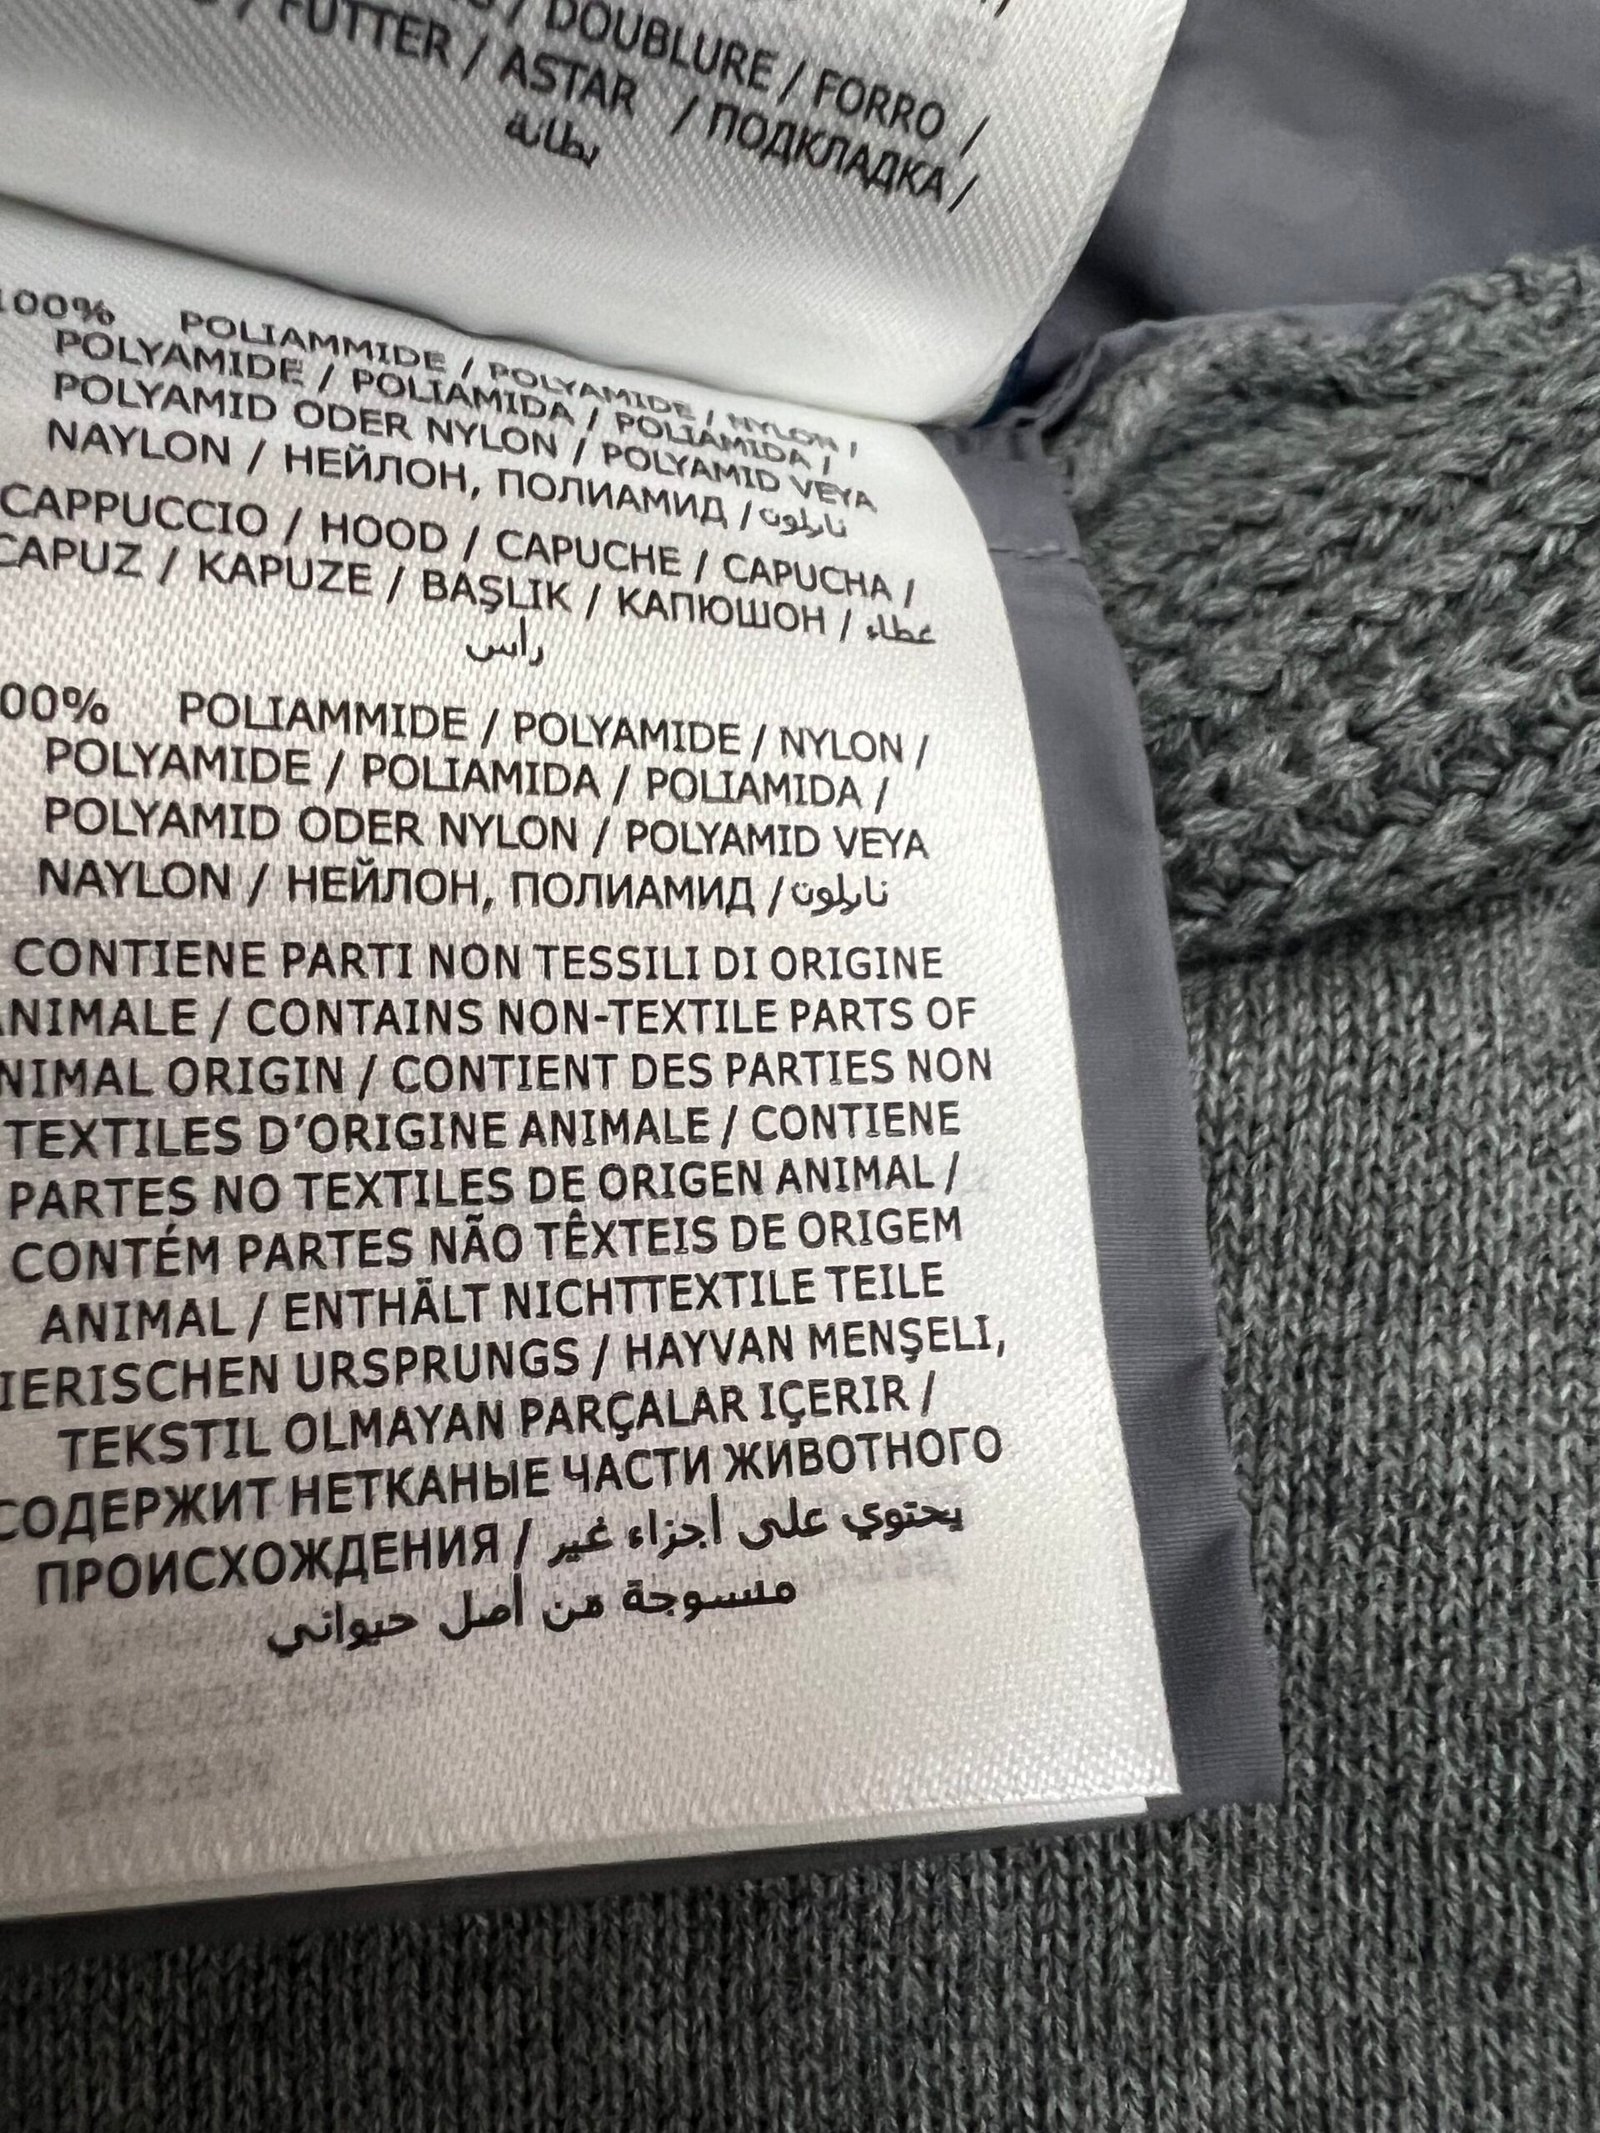 / DOUBLURE / FORRO /
/ FUTTER / ASTAR / ПОДКЛАДКА /
بطانة
100% POLIAMMIDE / POLYAMIDE / NYLON /
POLYAMIDE / POLIAMIDA / POLIAMIDA /
POLYAMID ODER NYLON / POLYAMID VEYA
NAYLON / НЕЙЛОН, ПОЛИАМИД / نايلون
CAPPUCCIO / HOOD / CAPUCHE / CAPUCHA /
CAPUZ / KAPUZE / BAŞLIK / КАПЮШОН / غطاء
رأس
00% POLIAMMIDE / POLYAMIDE / NYLON /
POLYAMIDE / POLIAMIDA / POLIAMIDA /
POLYAMID ODER NYLON / POLYAMID VEYA
NAYLON / НЕЙЛОН, ПОЛИАМИД / نايلون
CONTIENE PARTI NON TESSILI DI ORIGINE
ANIMALE / CONTAINS NON-TEXTILE PARTS OF
NIMAL ORIGIN / CONTIENT DES PARTIES NON
TEXTILES D'ORIGINE ANIMALE / CONTIENE
PARTES NO TEXTILES DE ORIGEN ANIMAL /
CONTÉM PARTES NÃO TÊXTEIS DE ORIGEM
ANIMAL / ENTHÄLT NICHTTEXTILE TEILE
IERISCHEN URSPRUNGS / HAYVAN MENŞELI,
TEKSTIL OLMAYAN PARÇALAR IÇERIR /
СОДЕРЖИТ НЕТКАНЫЕ ЧАСТИ ЖИВОТНОГО
ПРОИСХОЖДЕНИЯ / يحتوي على أجزاء غير
منسوجة من أصل حيواني